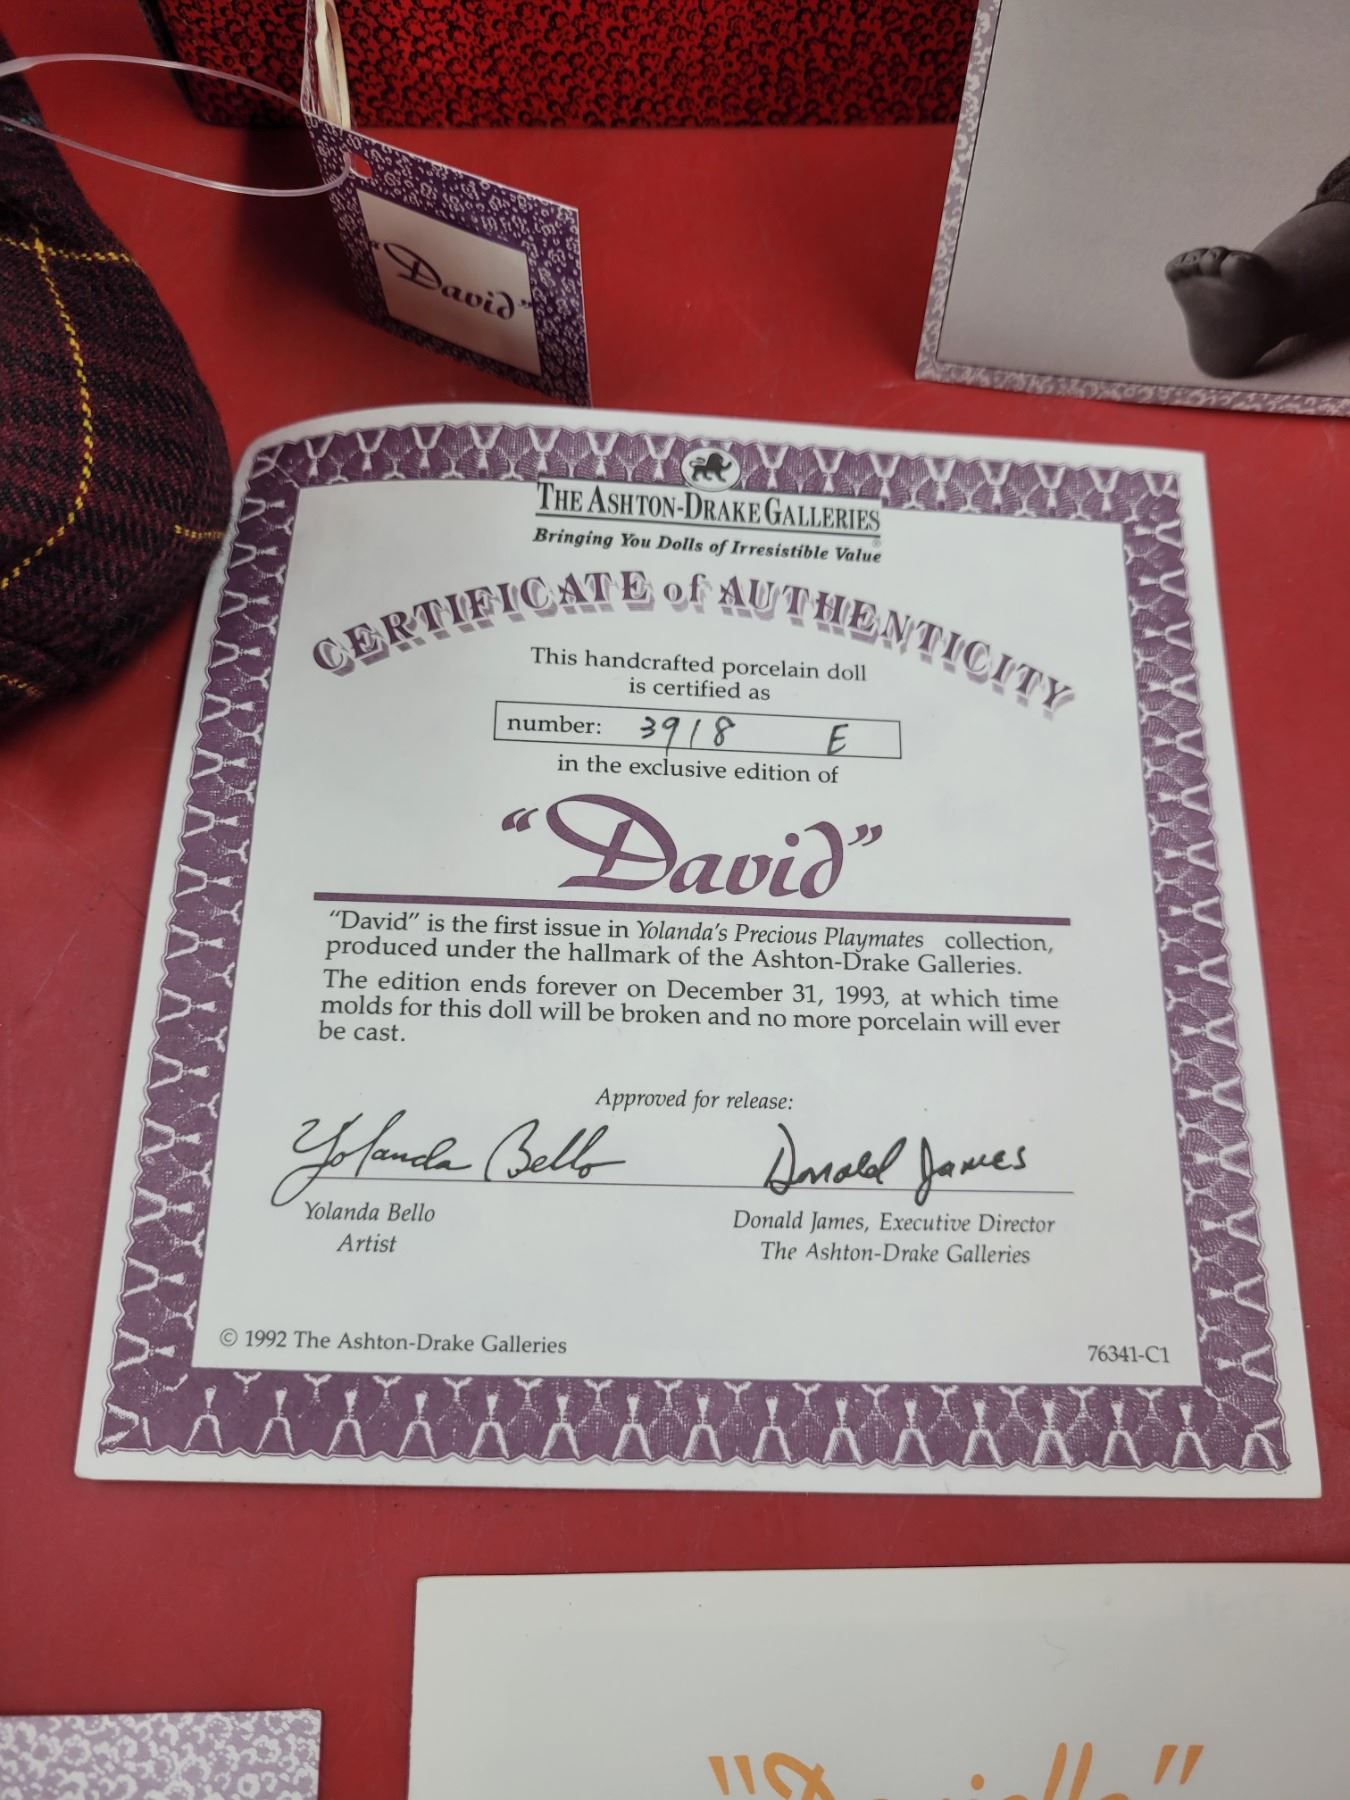 "David"
THE ASHTON-DRAKE GALLERIES
®
Bringing You Dolls of Irresistible Value
CERTIFICATE of AUTHENTICITY
This handcrafted porcelain doll
is certified as
number: 3918 E
in the exclusive edition of
"David"
"David" is the first issue in Yolanda's Precious Playmates collection,
produced under the hallmark of the Ashton-Drake Galleries.
The edition ends forever on December 31, 1993, at which time
molds for this doll will be broken and no more porcelain will ever
be cast.
Approved for release:
Yolanda Bello Donald James
Yolanda Bello Donald James, Executive Director
Artist The Ashton-Drake Galleries
© 1992 The Ashton-Drake Galleries 76341-C1